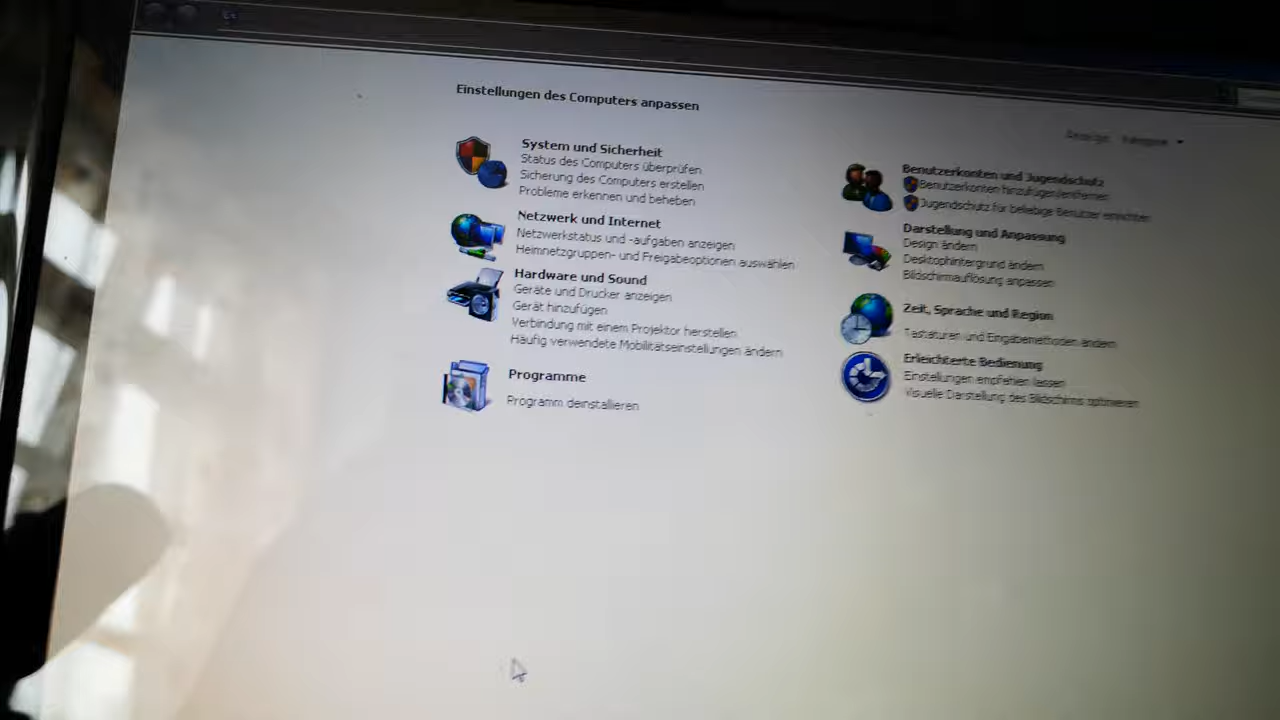 Einstellungen des Computers anpassen
Anzeige: Kategorie
System und Sicherheit
Status des Computers überprüfen
Sicherung des Computers erstellen
Probleme erkennen und beheben
Netzwerk und Internet
Netzwerkstatus und -aufgaben anzeigen
Heimnetzgruppen- und Freigabeoptionen auswählen
Hardware und Sound
Geräte und Drucker anzeigen
Gerät hinzufügen
Verbindung mit einem Projektor herstellen
Häufig verwendete Mobilitätseinstellungen ändern
Programme
Programm deinstallieren
Benutzerkonten und Jugendschutz
Benutzerkonten hinzufügen/entfernen
Jugendschutz für beliebige Benutzer einrichten
Darstellung und Anpassung
Design ändern
Desktophintergrund ändern
Bildschirmauflösung anpassen
Zeit, Sprache und Region
Tastaturen und Eingabemethoden ändern
Erleichterte Bedienung
Einstellungen empfehlen lassen
Visuelle Darstellung des Bildschirms optimieren